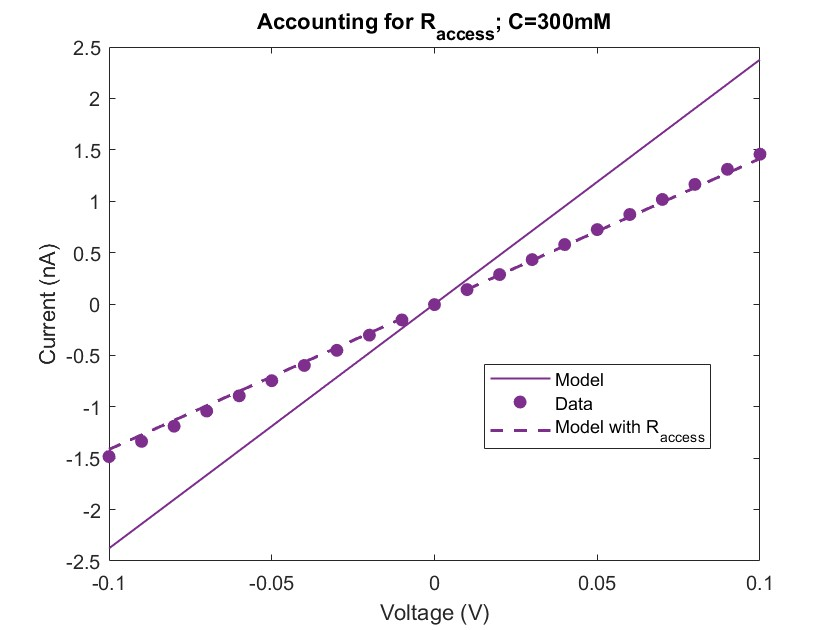 Accounting for Raccess; C=300mM
2.5
2
1.5
1
0.5
0
-0.5
-1
-1.5
-2
-2.5
Current (nA)
Model
Data
Model with Raccess
-0.1 -0.05 0 0.05 0.1
Voltage (V)